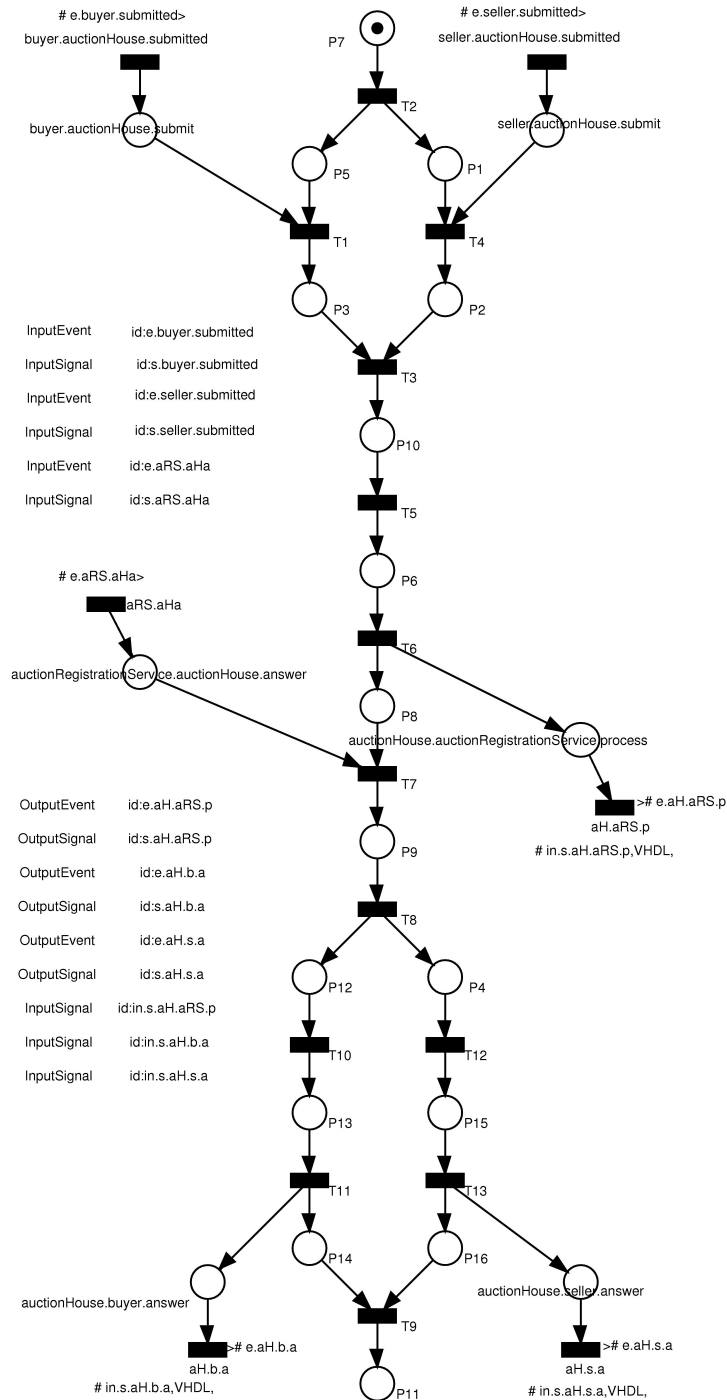 # e.buyer.submitted>
buyer.auctionHouse.submitted
# e.seller.submitted>
seller.auctionHouse.submitted
P7
T2
buyer.auctionHouse.submit
seller.auctionHouse.submit
P5
P1
T1
T4
P3
P2
InputEvent id:e.buyer.submitted
InputSignal id:s.buyer.submitted
InputEvent id:e.seller.submitted
InputSignal id:s.seller.submitted
InputEvent id:e.aRS.aHa
InputSignal id:s.aRS.aHa
T3
P10
T5
P6
# e.aRS.aHa>
aRS.aHa
T6
auctionRegistrationService.auctionHouse.answer
P8
auctionHouse.auctionRegistrationService.process
T7
># e.aH.aRS.p
aH.aRS.p
# in.s.aH.aRS.p,VHDL,
P9
T8
OutputEvent id:e.aH.aRS.p
OutputSignal id:s.aH.aRS.p
OutputEvent id:e.aH.b.a
OutputSignal id:s.aH.b.a
OutputEvent id:e.aH.s.a
OutputSignal id:s.aH.s.a
InputSignal id:in.s.aH.aRS.p
InputSignal id:in.s.aH.b.a
InputSignal id:in.s.aH.s.a
P12
P4
T10
T12
P13
P15
T11
T13
P14
P16
auctionHouse.buyer.answer
auctionHouse.seller.answer
T9
># e.aH.b.a
aH.b.a
# in.s.aH.b.a,VHDL,
># e.aH.s.a
aH.s.a
# in.s.aH.s.a,VHDL,
P11